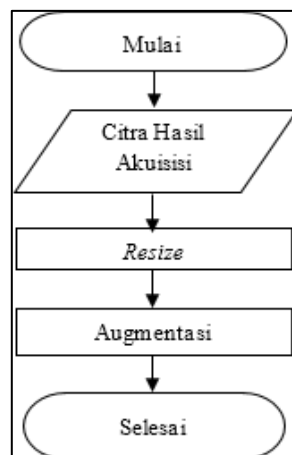 Mulai
Citra Hasil
Akuisisi
Resize
Augmentasi
Selesai